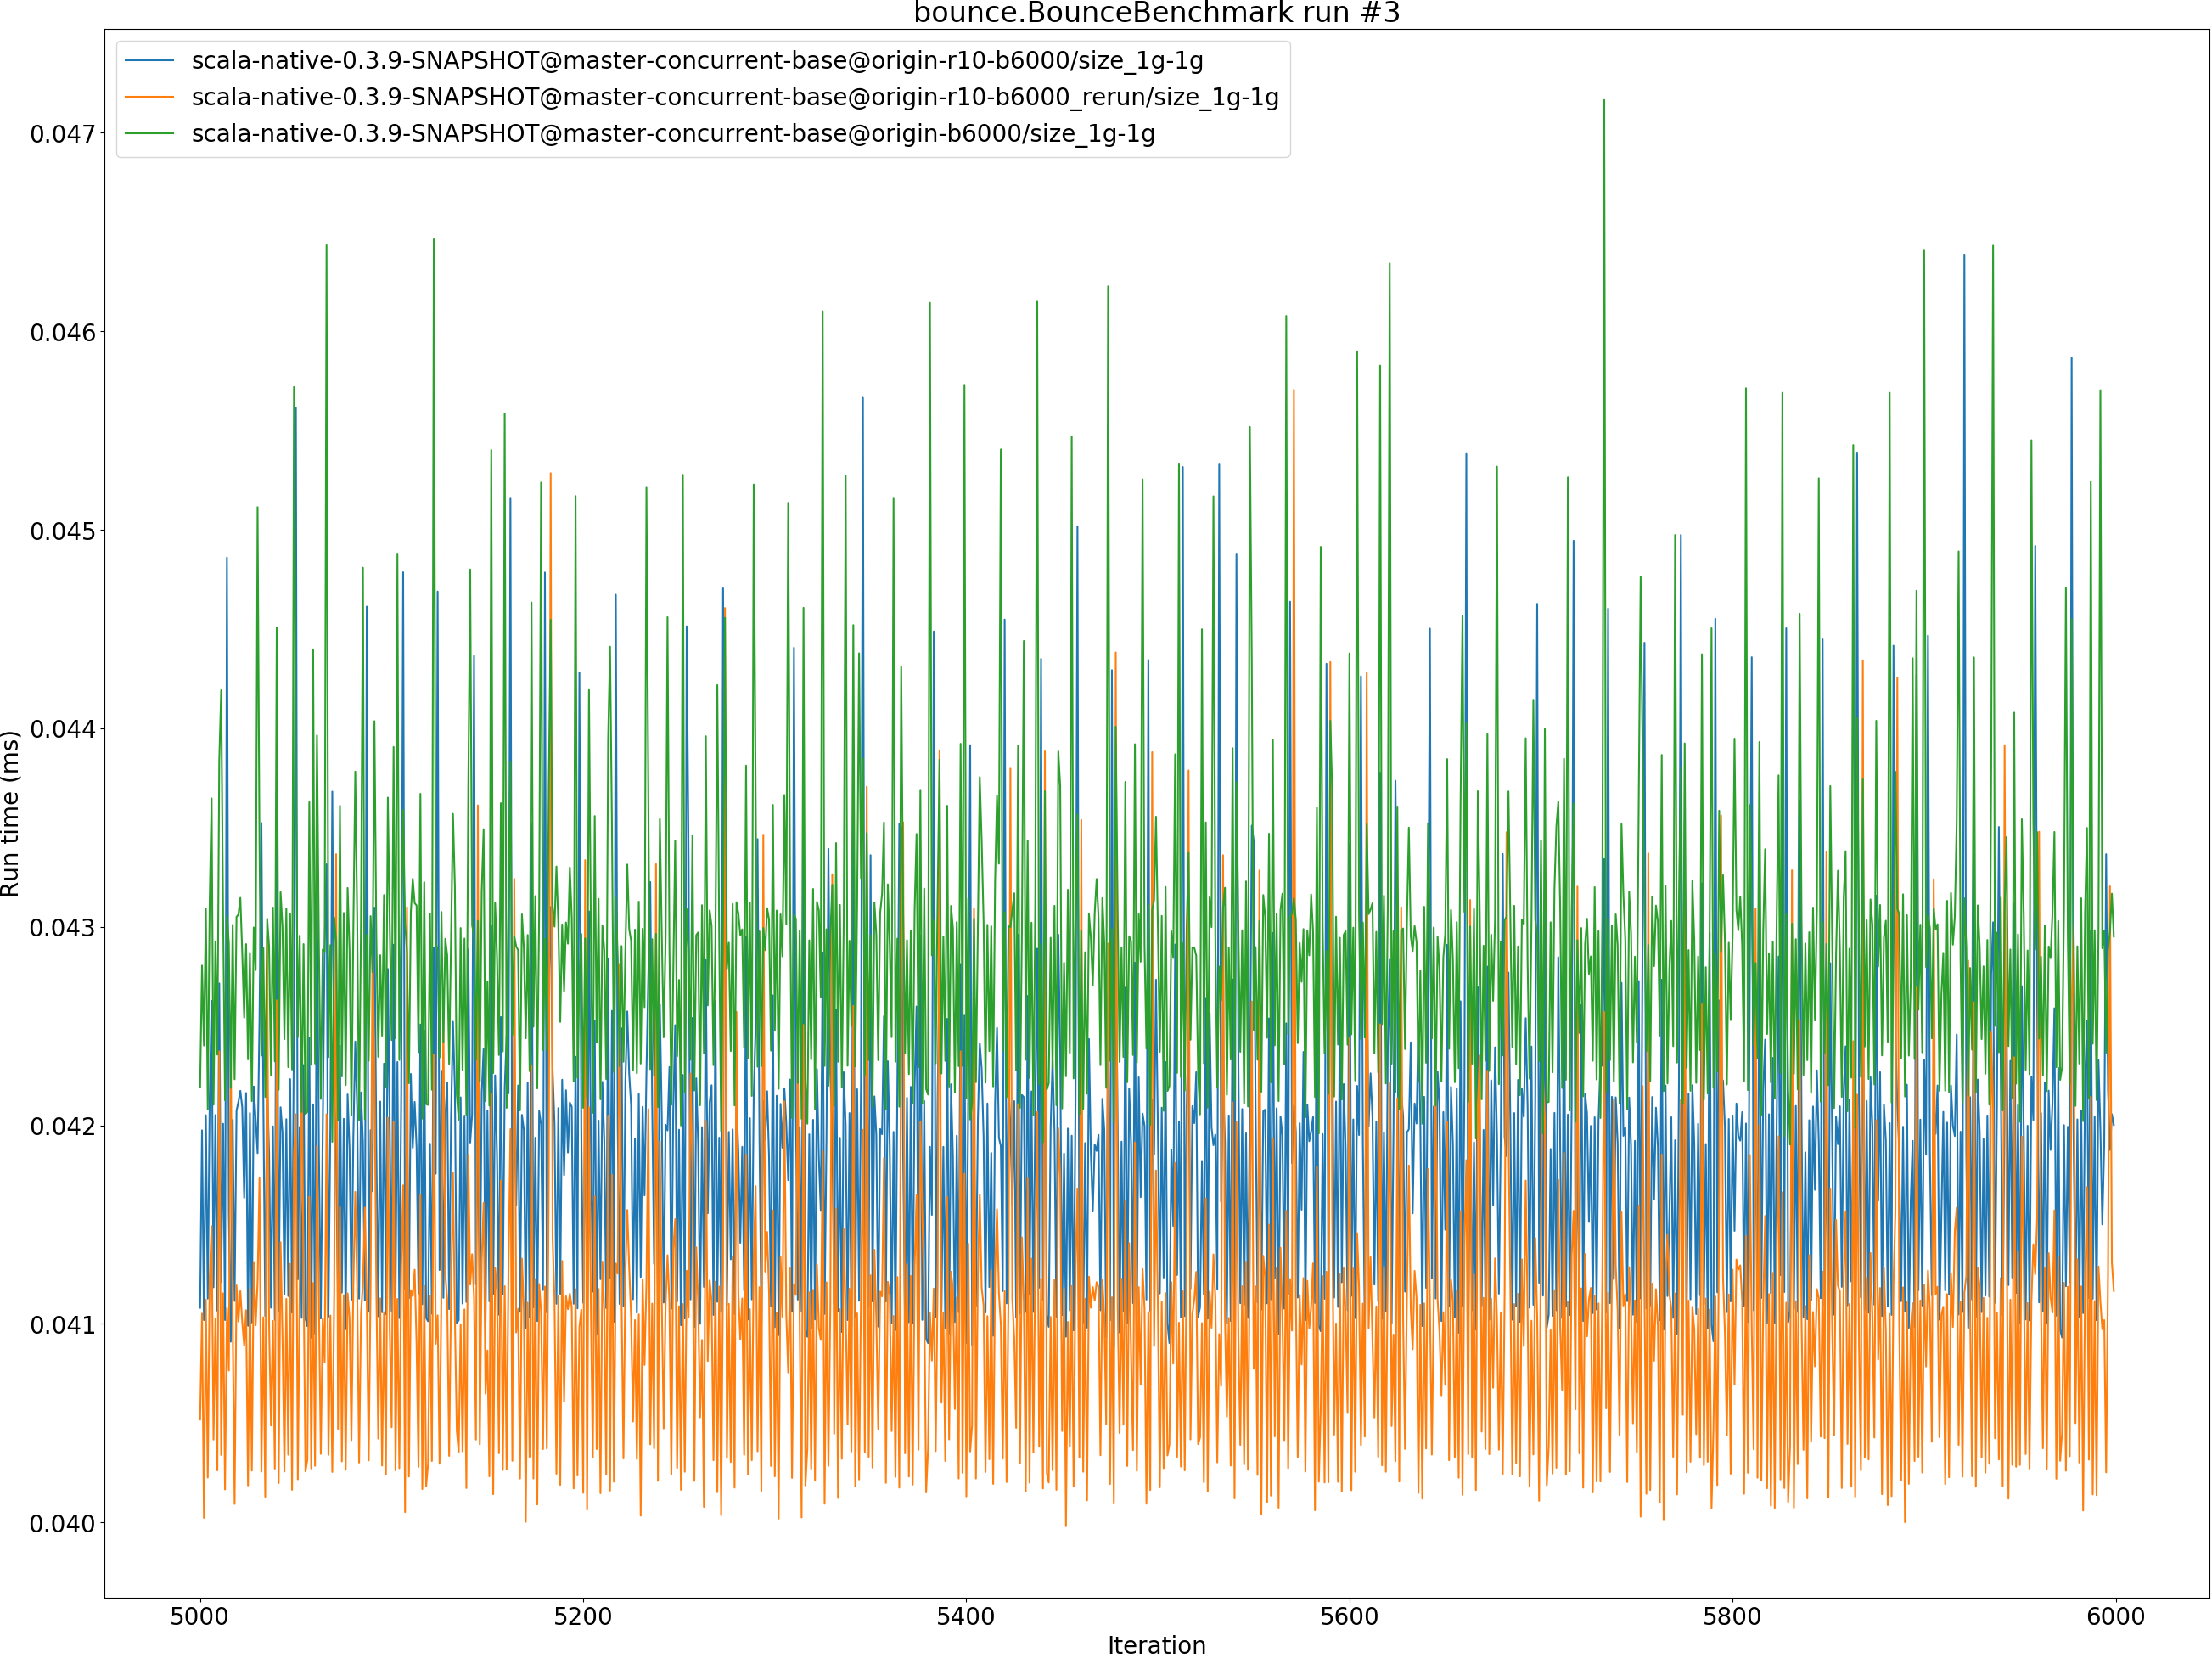 bounce.BounceBenchmark run #3
scala-native-0.3.9-SNAPSHOT@master-concurrent-base@origin-r10-b6000/size_1g-1g
scala-native-0.3.9-SNAPSHOT@master-concurrent-base@origin-r10-b6000_rerun/size_1g-1g
scala-native-0.3.9-SNAPSHOT@master-concurrent-base@origin-b6000/size_1g-1g
0.047
0.046
0.045
0.044
Run time (ms)
0.043
0.042
0.041
0.040
5000 5200 5400 5600 5800 6000
Iteration